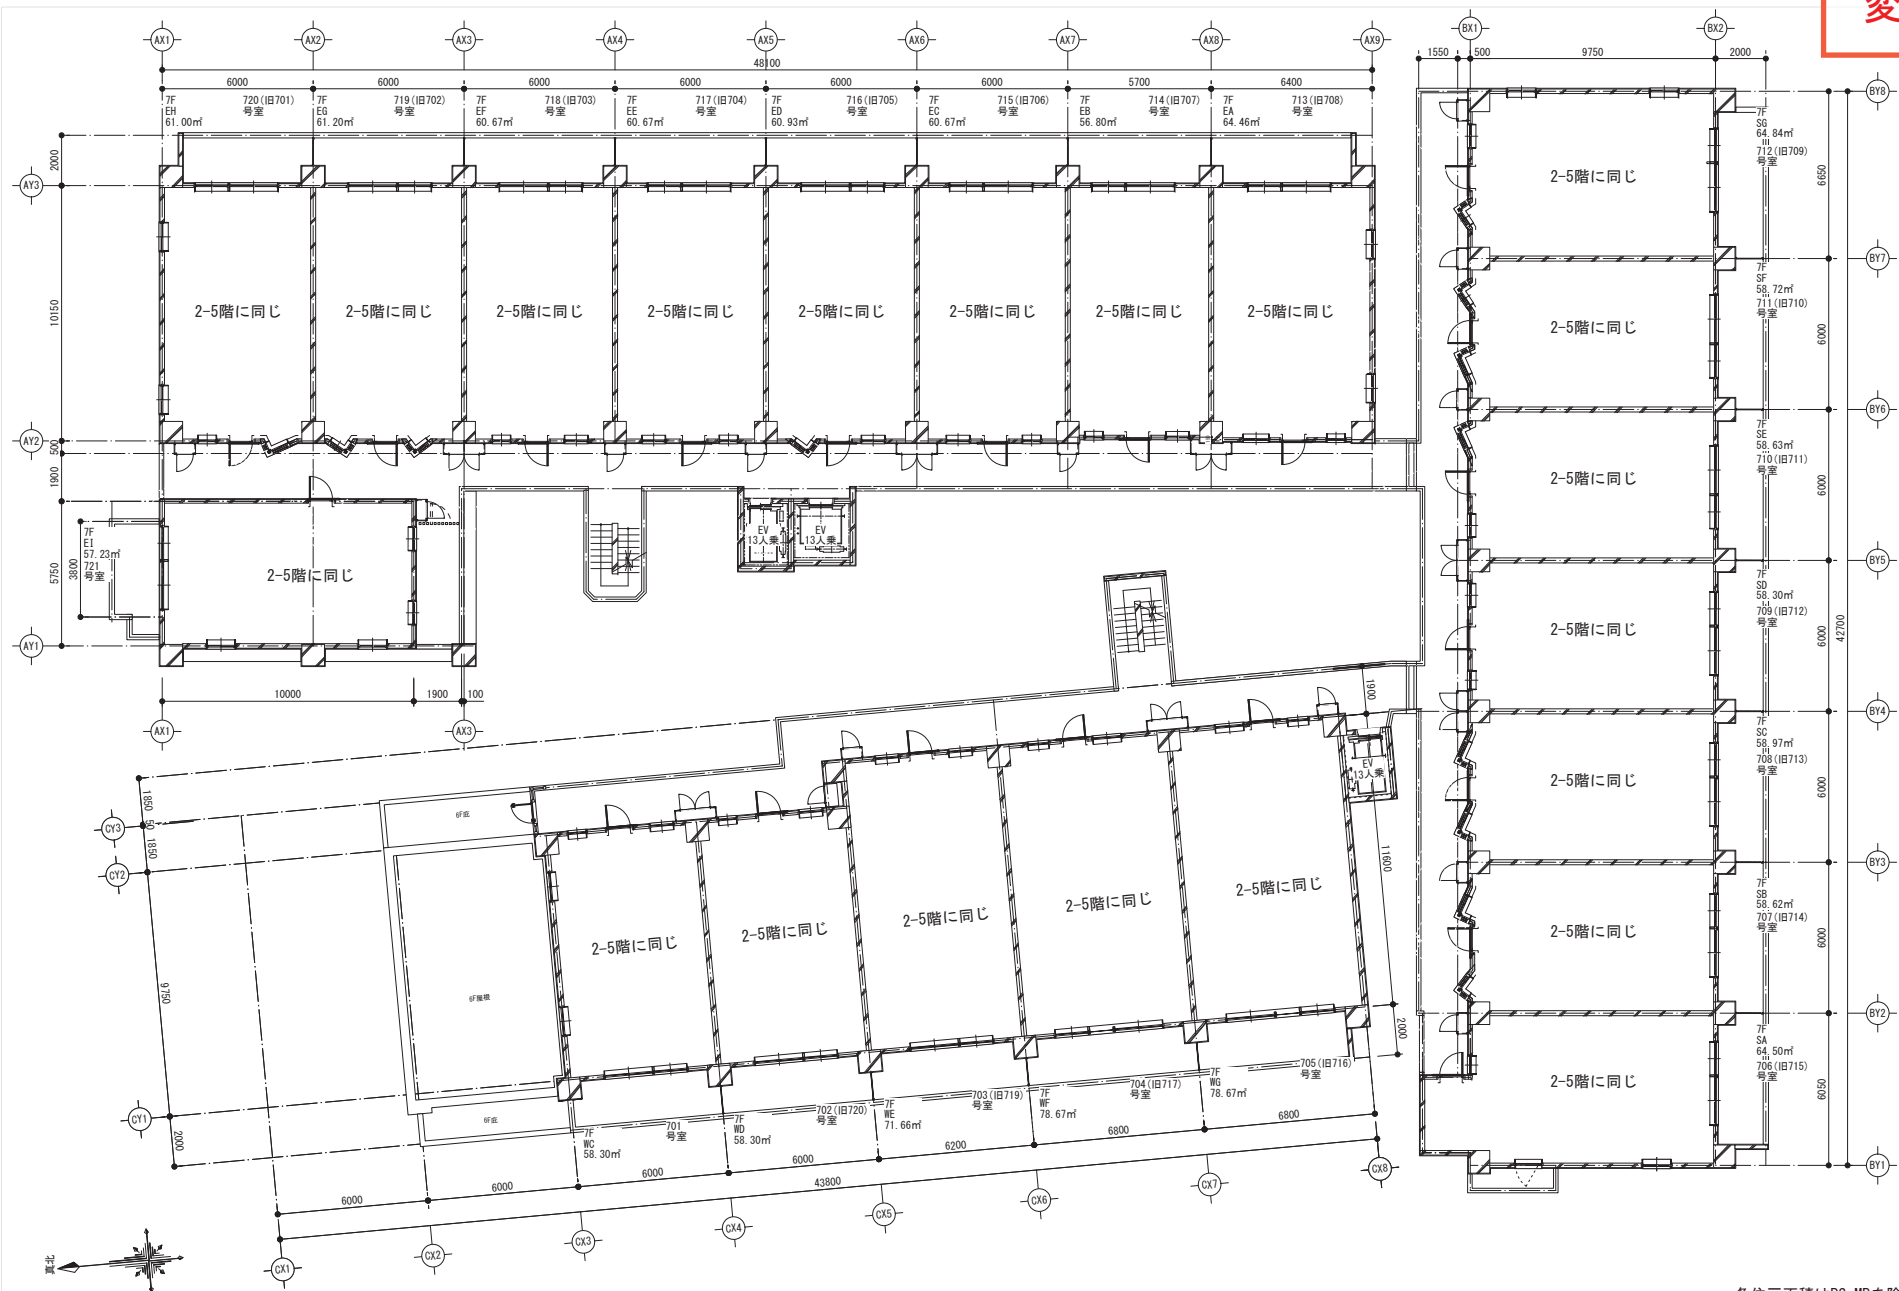 変
AX1
AX2
AX3
AX4
AX5
AX6
AX7
AX8
AX9
BX1
BX2
48100
6000
6000
6000
6000
6000
6000
5700
6400
1550
500
9750
2000
7F
EH
61.00㎡
720(旧701)
号室
7F
EG
61.20㎡
719(旧702)
号室
7F
EF
60.67㎡
718(旧703)
号室
7F
EE
60.67㎡
717(旧704)
号室
7F
ED
60.93㎡
716(旧705)
号室
7F
EC
60.67㎡
715(旧706)
号室
7F
EB
56.80㎡
714(旧707)
号室
7F
EA
64.46㎡
713(旧708)
号室
2000
AY3
10150
AY2
500
1900
5750
3800
AY1
2-5階に同じ
2-5階に同じ
2-5階に同じ
2-5階に同じ
2-5階に同じ
2-5階に同じ
2-5階に同じ
2-5階に同じ
7F
EI
57.23㎡
721
号室
2-5階に同じ
EV
13人乗
EV
13人乗
10000
1900
100
AX1
AX3
BY8
7F
SG
64.84㎡
712(旧709)
号室
2-5階に同じ
6650
BY7
7F
SF
58.72㎡
711(旧710)
号室
2-5階に同じ
6000
BY6
7F
SE
58.63㎡
710(旧711)
号室
2-5階に同じ
6000
BY5
7F
SD
58.30㎡
709(旧712)
号室
2-5階に同じ
6000
42700
BY4
7F
SC
58.97㎡
708(旧713)
号室
2-5階に同じ
6000
BY3
7F
SB
58.62㎡
707(旧714)
号室
2-5階に同じ
6000
BY2
7F
SA
64.50㎡
706(旧715)
号室
2-5階に同じ
6050
BY1
1900
EV
13人乗
11600
2000
1850
50
1850
CY3
CY2
9750
CY1
2000
6F庇
6F屋根
6F庇
2-5階に同じ
2-5階に同じ
2-5階に同じ
2-5階に同じ
2-5階に同じ
7F
WC
58.30㎡
701
号室
7F
WD
58.30㎡
702(旧720)
号室
7F
WE
71.66㎡
703(旧719)
号室
7F
WF
78.67㎡
704(旧717)
号室
7F
WG
78.67㎡
705(旧716)
号室
6000
6000
6000
6000
6200
6800
6800
43800
CX1
CX2
CX3
CX4
CX5
CX6
CX7
CX8
真北